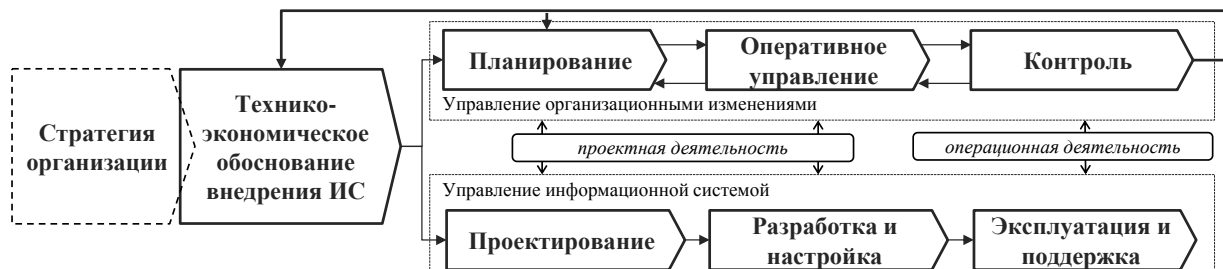 Стратегия
организации
Технико-
экономическое
обоснование
внедрения ИС
Планирование
Оперативное
управление
Контроль
Управление организационными изменениями
проектная деятельность
операционная деятельность
Управление информационной системой
Проектирование
Разработка и
настройка
Эксплуатация и
поддержка